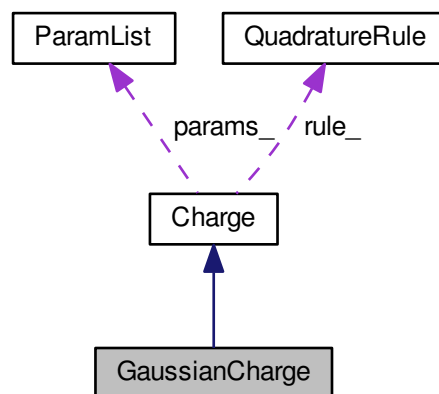 ParamList
QuadratureRule
params_
rule_
Charge
GaussianCharge